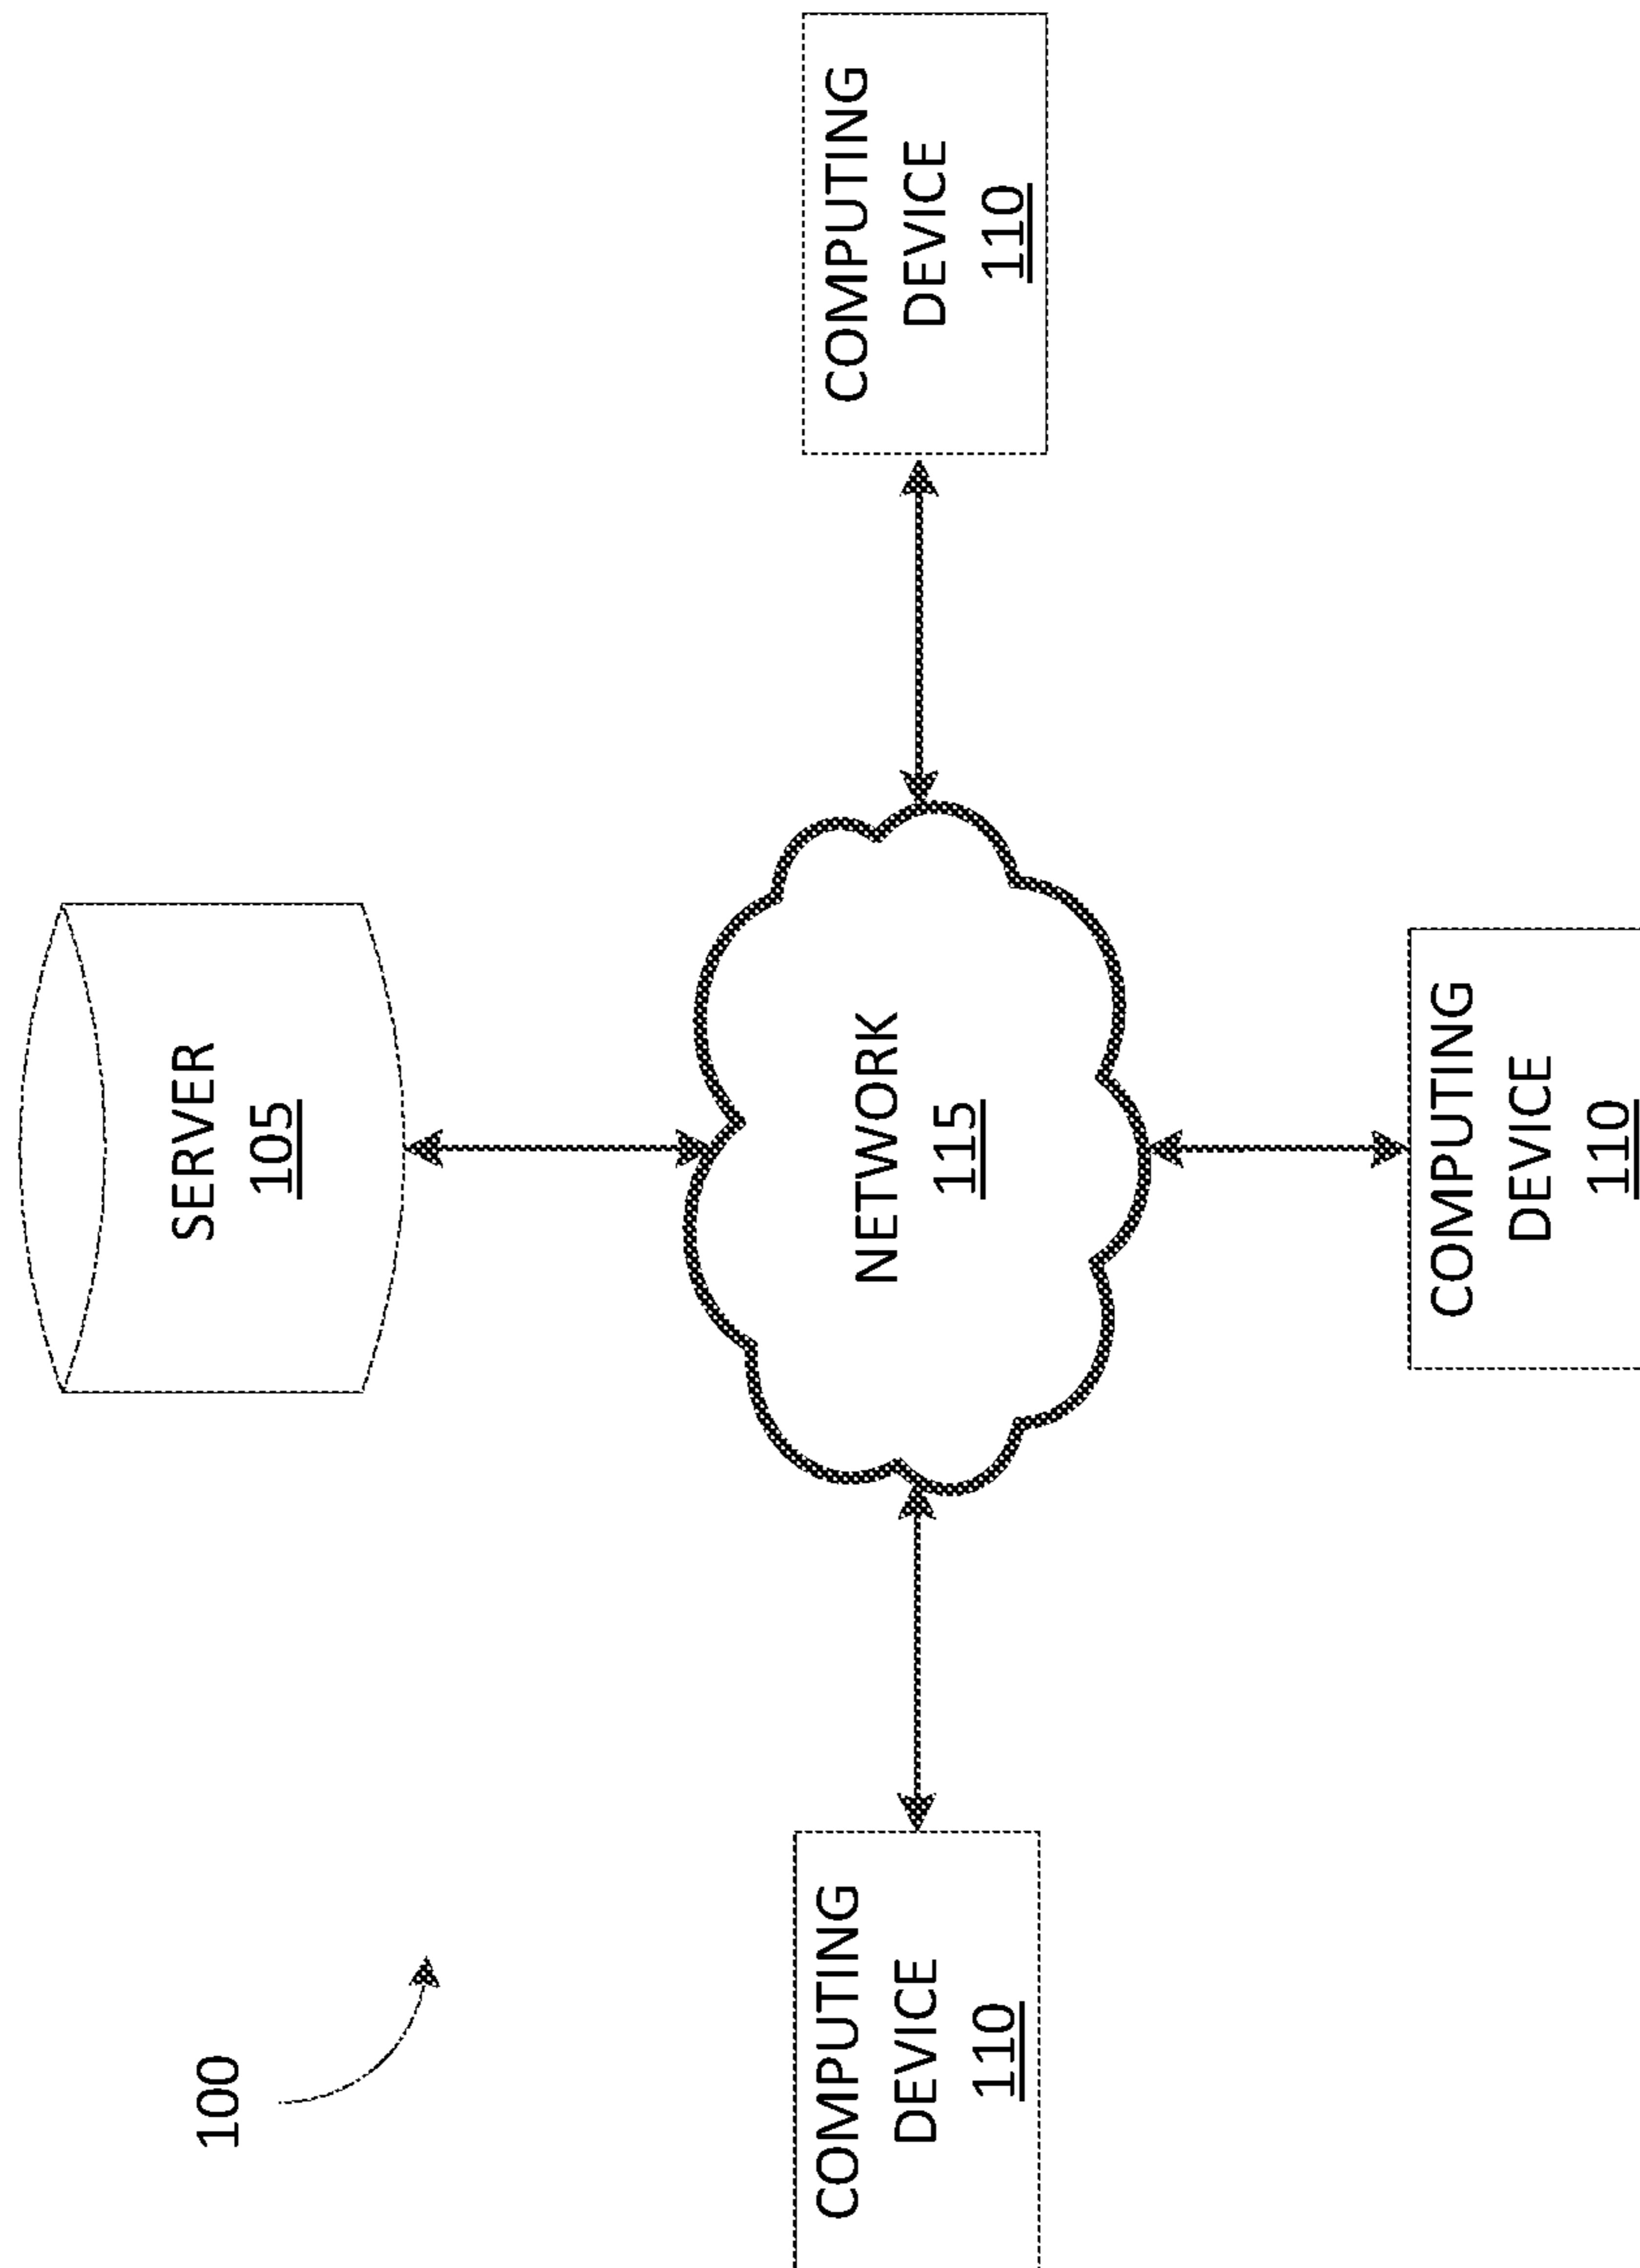 100
SERVER
105
COMPUTING
DEVICE
110
NETWORK
115
COMPUTING
DEVICE
110
COMPUTING
DEVICE
110